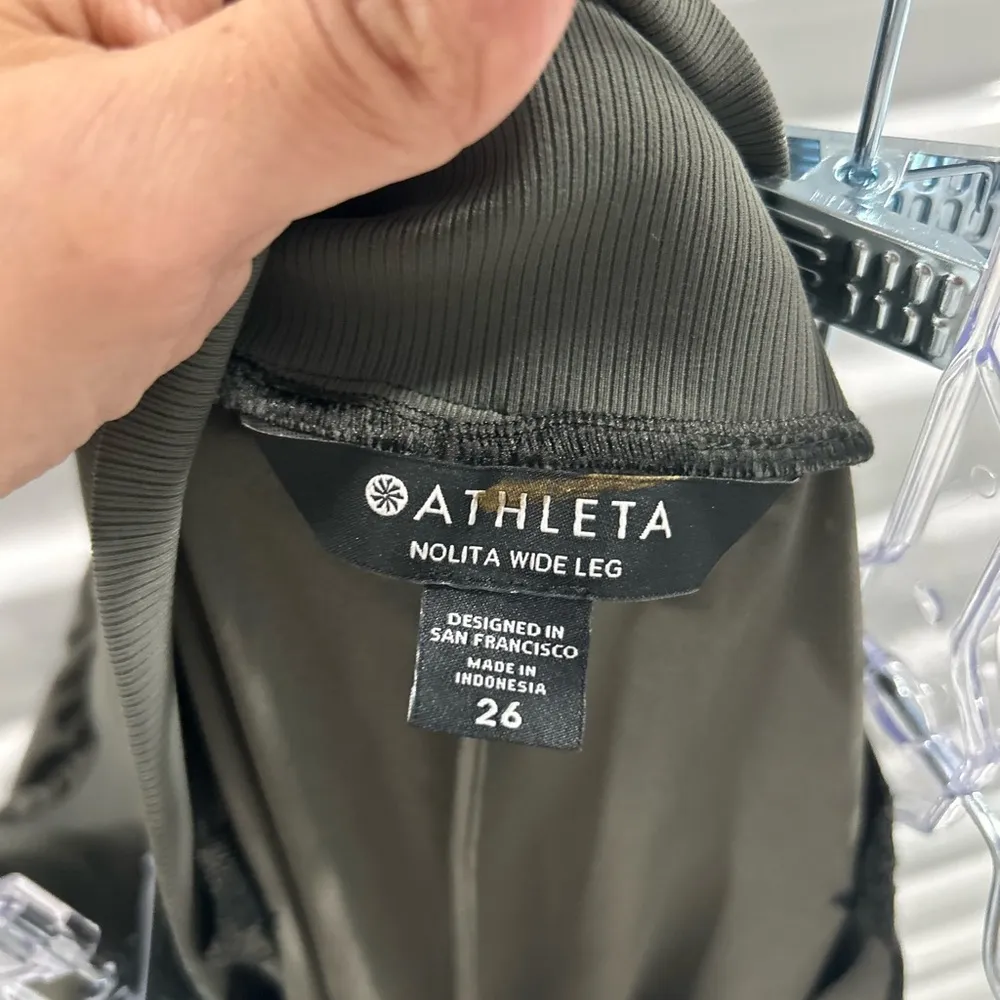 ATHLETA
NOLITA WIDE LEG
DESIGNED IN
SAN FRANCISCO
MADE IN
INDONESIA
26